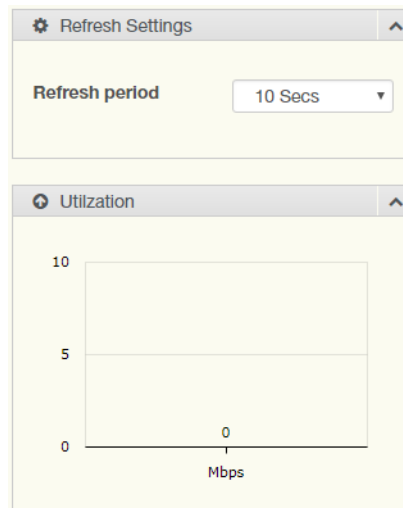 Refresh Settings
Refresh period
10 Secs
Utilzation
10
5
0
0
Mbps